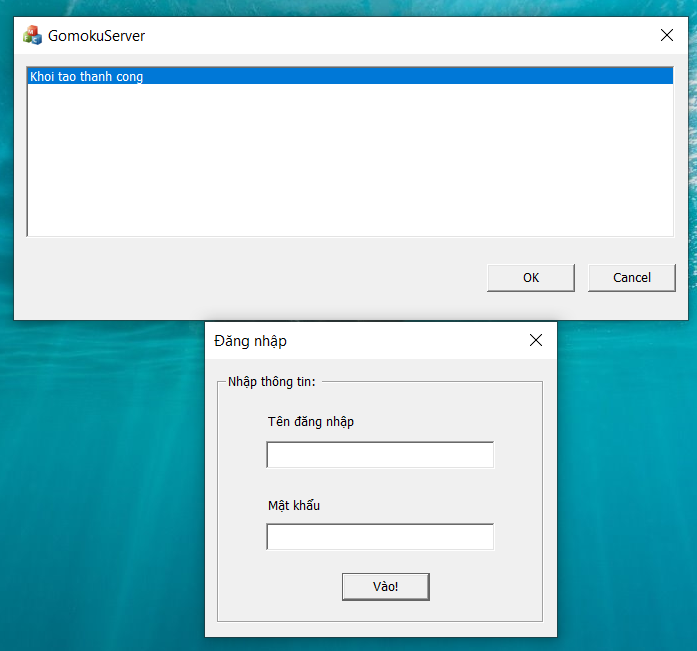 GomokuServer
Khoi tao thanh cong
OK
Cancel
Đăng nhập
Nhập thông tin:
Tên đăng nhập
Mật khẩu
Vào!